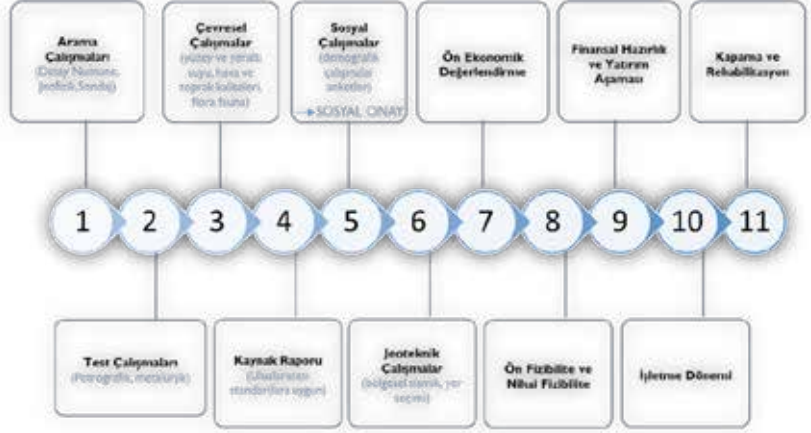 Arama
Çalışmaları
(Detay Numune,
Jeofizik, Sondaj)
Çevresel
Çalışmalar
(yüzey ve yeraltı
suyu, hava ve
toprak kaliteleri,
flora fauna)
Sosyal
Çalışmalar
(demografik
çalışmalar
anketler)
SOSYAL ONAY
Ön Ekonomik
Değerlendirme
Finansal Hazırlık
ve Yatırım
Aşaması
Kapama ve
Rehabilitasyon
1 2 3 4 5 6 7 8 9 10 11
Test Çalışmaları
(Petrografik, metalurjik)
Kaynak Raporu
(Uluslararası
standartlara uygun)
Jeoteknik
Çalışmalar
(bölgesel sismik, yer
seçimi)
Ön Fizibilite ve
Nihai Fizibilite
İşletme Dönemi